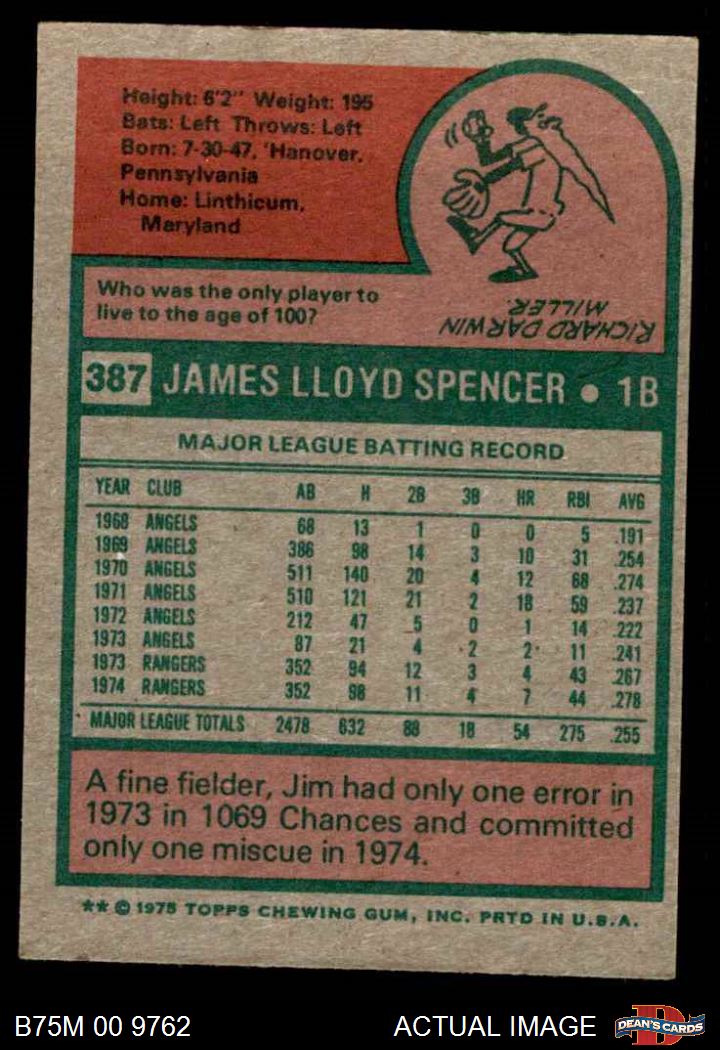 Height: 6'2" Weight: 195
Bats: Left Throws: Left
Born: 7-30-47, 'Hanover,
Pennsylvania
Home: Linthicum,
Maryland
Who was the only player to
live to the age of 100?
RICHARD DARWIN
MILLER.
387 JAMES LLOYD SPENCER • 1B
MAJOR LEAGUE BATTING RECORD
YEAR CLUB AB H 2B 3B HR RBI AVG
1968 ANGELS 68 13 1 0 0 5 .191
1969 ANGELS 386 98 14 3 10 31 .254
1970 ANGELS 511 140 20 4 12 68 .274
1971 ANGELS 510 121 21 2 18 59 .237
1972 ANGELS 212 47 5 0 1 14 .222
1973 ANGELS 87 21 4 2 2 11 .241
1973 RANGERS 352 94 12 3 4 43 .267
1974 RANGERS 352 98 11 4 7 44 .278
MAJOR LEAGUE TOTALS 2478 632 88 18 54 275 .255
A fine fielder, Jim had only one error in
1973 in 1069 Chances and committed
only one miscue in 1974.
** © 1975 TOPPS CHEWING GUM, INC. PRTD IN U.S.A.
B75M 00 9762 ACTUAL IMAGE D DEAN'S CARDS